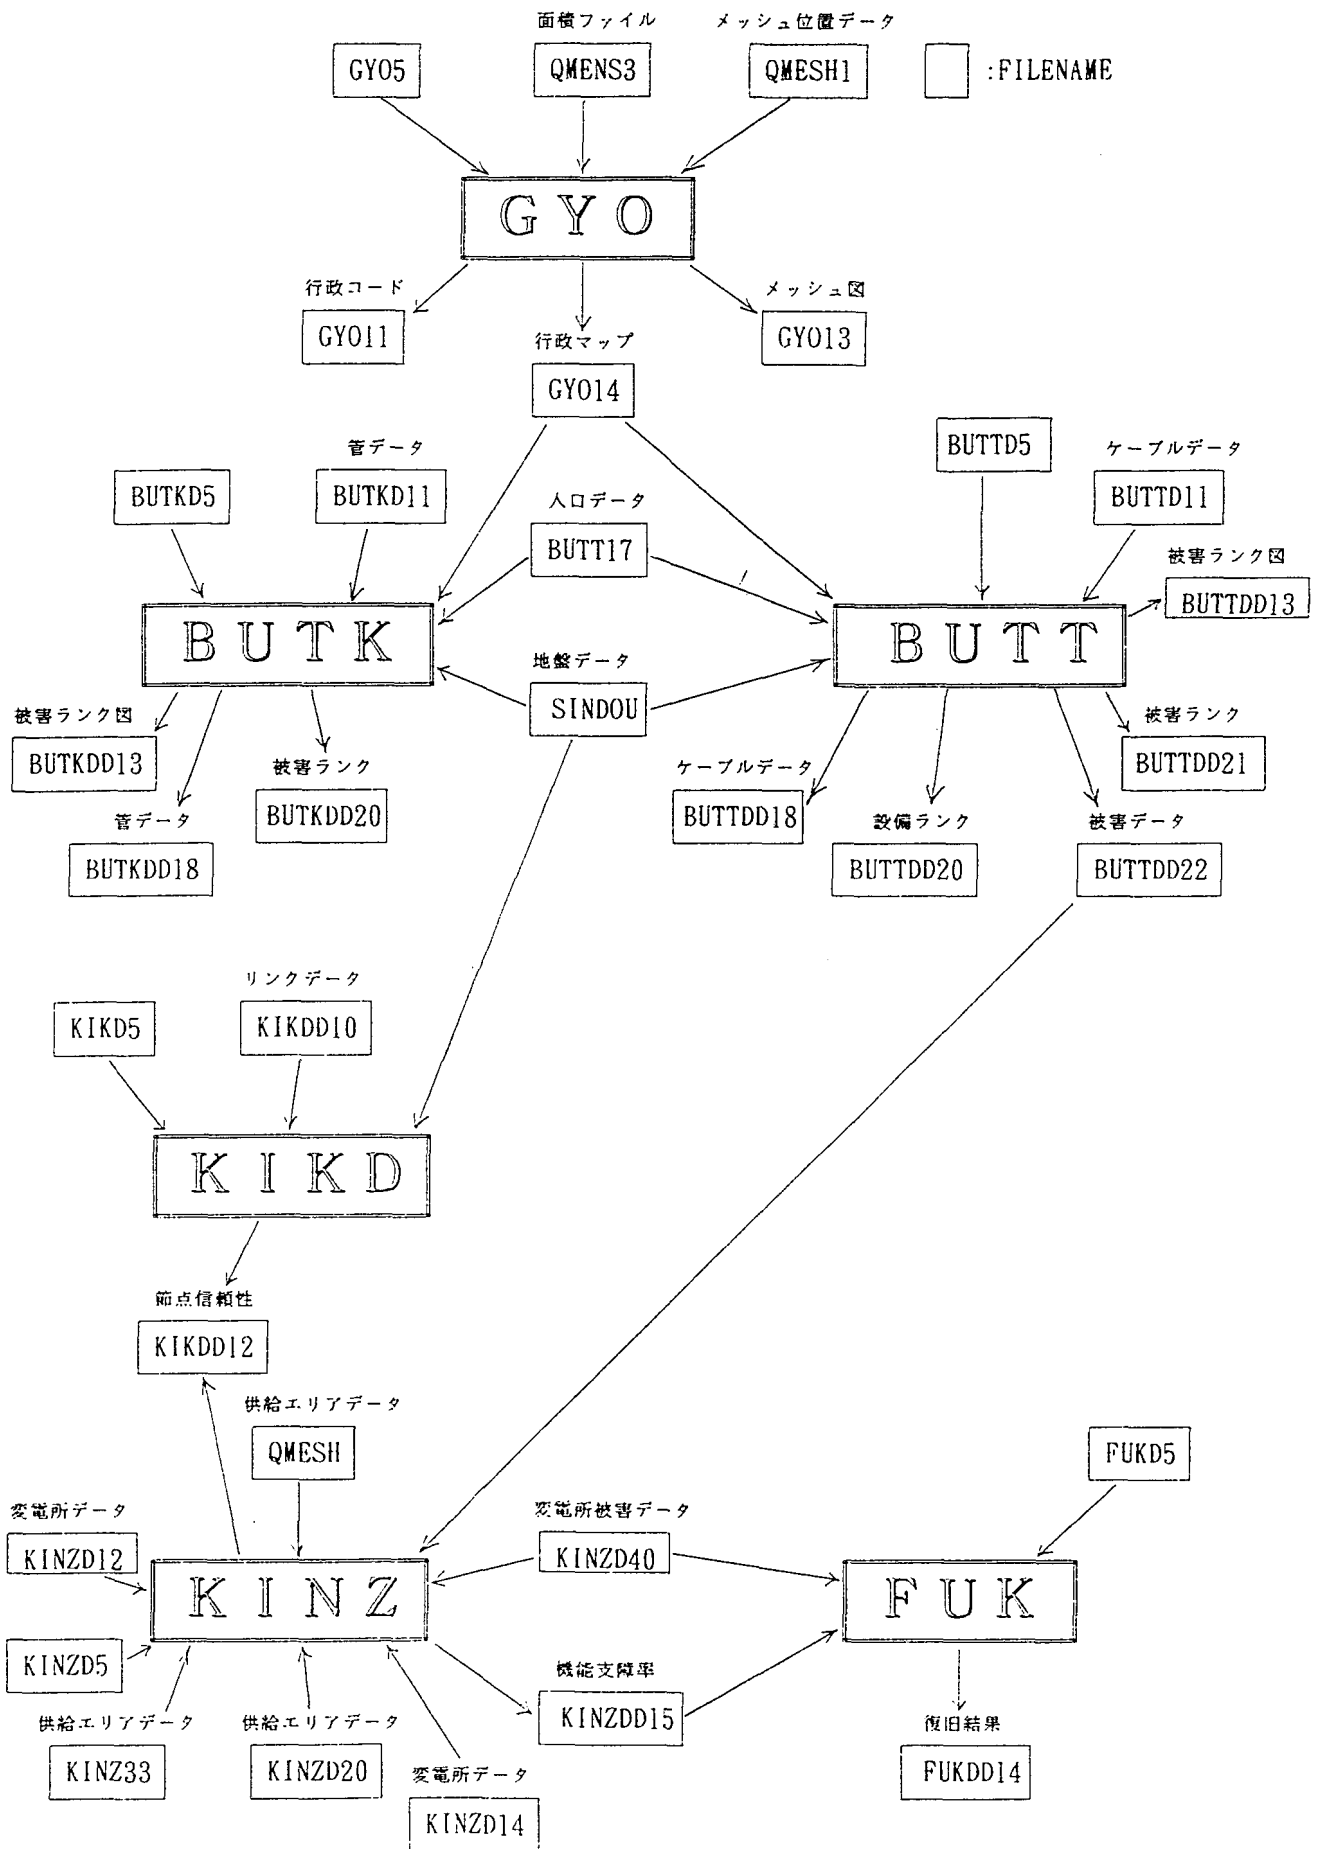 面積ファイル
メッシュ位置データ
GYO5
QMENS3
QMESH1
:FILENAME
GYO
行政コード
GYO11
行政マップ
GYO14
メッシュ図
GYO13
BUTKD5
管データ
BUTKD11
人口データ
BUTT17
BUTTD5
ケーブルデータ
BUTTD11
被害ランク図
BUTTDD13
BUTK
地盤データ
SINDOU
BUTT
被害ランク図
BUTKDD13
管データ
BUTKDD18
被害ランク
BUTKDD20
ケーブルデータ
BUTTDD18
設備ランク
BUTTDD20
被害データ
BUTTDD22
被害ランク
BUTTDD21
KIKD5
リンクデータ
KIKDD10
KIKD
節点信頼性
KIKDD12
供給エリアデータ
QMESH
FUKD5
変電所データ
KINZD12
変電所被害データ
KINZD40
KINZ
FUK
KINZD5
供給エリアデータ
KINZ33
供給エリアデータ
KINZD20
変電所データ
KINZD14
機能支障率
KINZDD15
復旧結果
FUKDD14